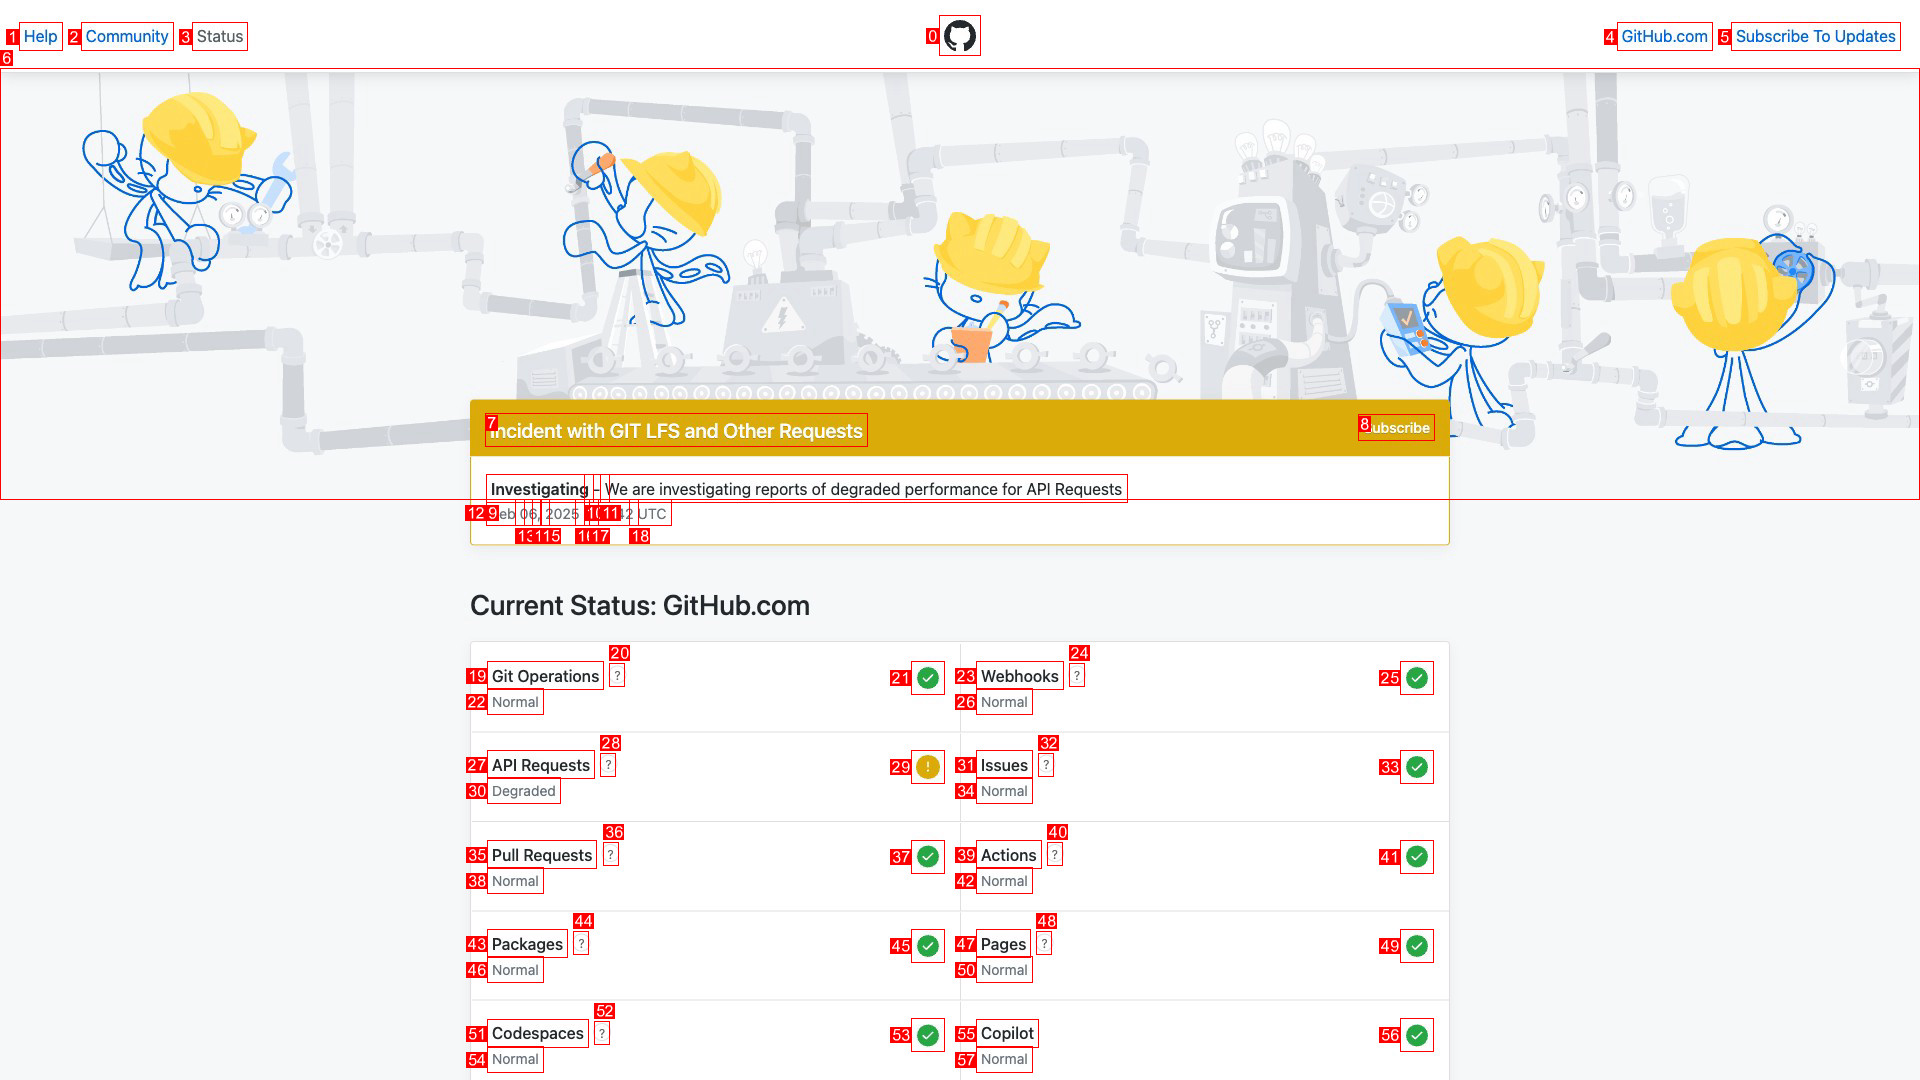 1 Help 2 Community 3 Status 0 4 GitHub.com 5 Subscribe To Updates
6
7 Incident with GIT LFS and Other Requests 8 ubscribe
Investigating - We are investigating reports of degraded performance for API Requests
12 9 eb 06, 2025 11 42 UTC
17 18
Current Status: GitHub.com
20 24
19 Git Operations ? 21 23 Webhooks ? 25
22 Normal 26 Normal
28 32
27 API Requests ? 29 31 Issues ? 33
30 Degraded 34 Normal
36 40
35 Pull Requests ? 37 39 Actions ? 41
38 Normal 42 Normal
44 48
43 Packages ? 45 47 Pages ? 49
46 Normal 50 Normal
52
51 Codespaces ? 53 55 Copilot 56
54 Normal 57 Normal